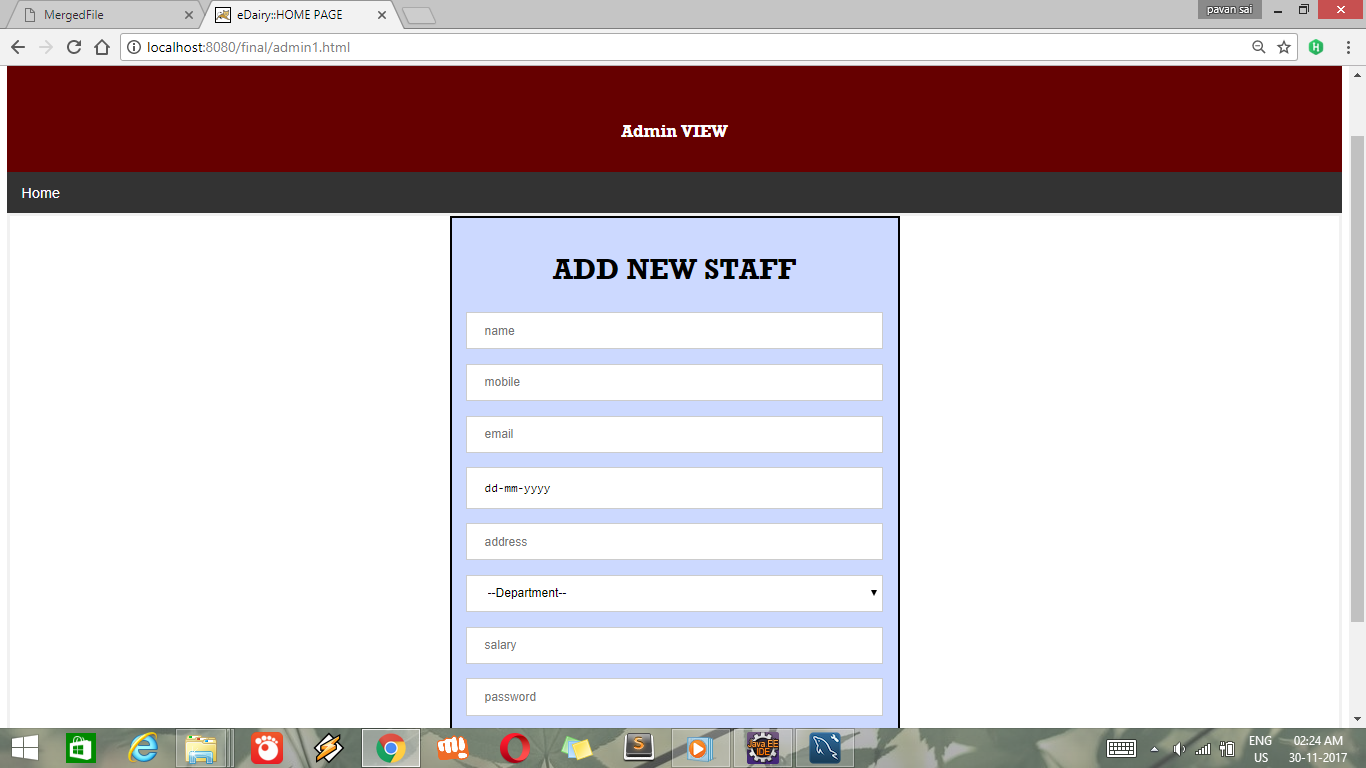 MergedFile
eDairy::HOME PAGE
pavan sai
localhost:8080/final/admin1.html
Admin VIEW
Home
ADD NEW STAFF
name
mobile
email
dd-mm-yyyy
address
--Department--
salary
password
Java EE
IDE
ENG
US
02:24 AM
30-11-2017